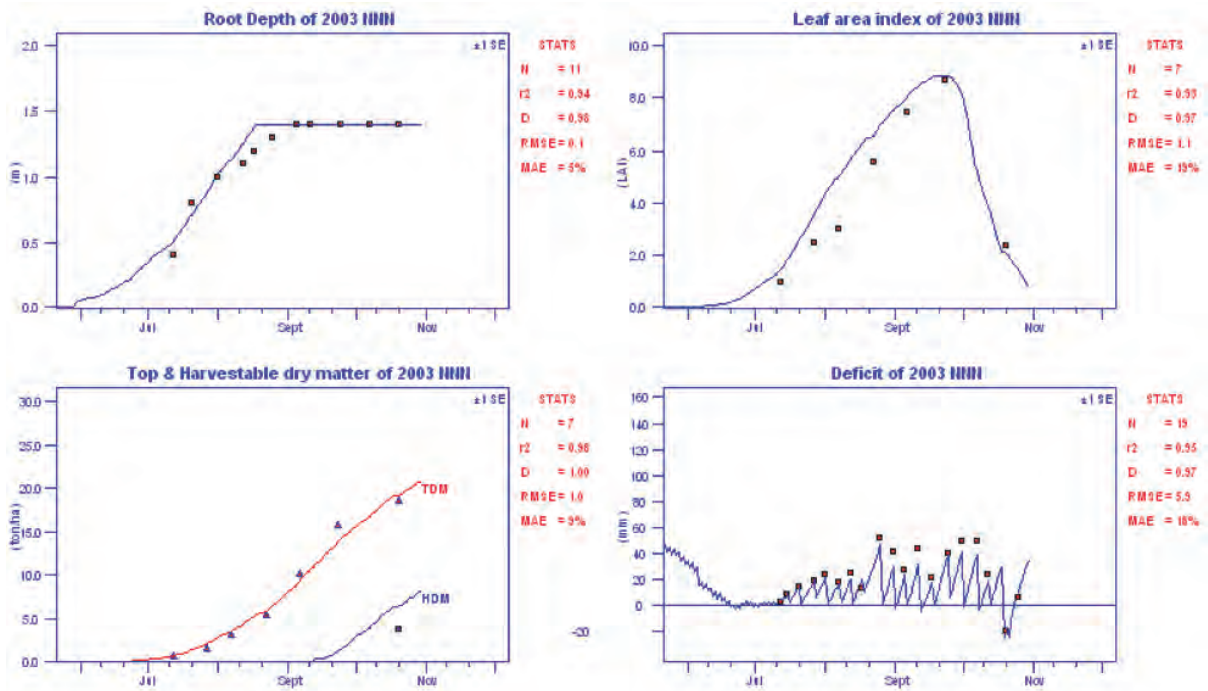 Root Depth of 2003 NNN
2.0
1.5
1.0
0.5
0.0
(m)
±1 SE
Jul
Sept
Nov
STATS
N = 11
r2 = 0.94
D = 0.98
RMSE = 0.1
MAE = 5%
Leaf area index of 2003 NNN
10.0
8.0
6.0
4.0
2.0
0.0
(LAI)
±1 SE
Jul
Sept
Nov
STATS
N = 7
r2 = 0.93
D = 0.97
RMSE = 1.1
MAE = 19%
Top & Harvestable dry matter of 2003 NNN
30.0
25.0
20.0
15.0
10.0
5.0
0.0
(ton/ha)
±1 SE
TDM
HDM
Jul
Sept
Nov
STATS
N = 7
r2 = 0.98
D = 1.00
RMSE = 1.0
MAE = 9%
Deficit of 2003 NNN
160
140
120
100
80
60
40
20
0
-20
(mm)
±1 SE
Jul
Sept
Nov
STATS
N = 19
r2 = 0.95
D = 0.97
RMSE = 5.9
MAE = 18%